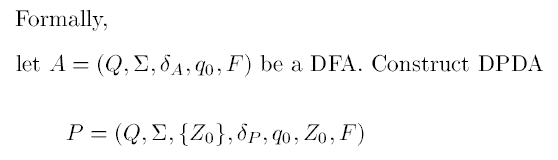 Formally,
let A = (Q, Σ, δ_A, q_0, F) be a DFA. Construct DPDA
P = (Q, Σ, {Z_0}, δ_P, q_0, Z_0, F)